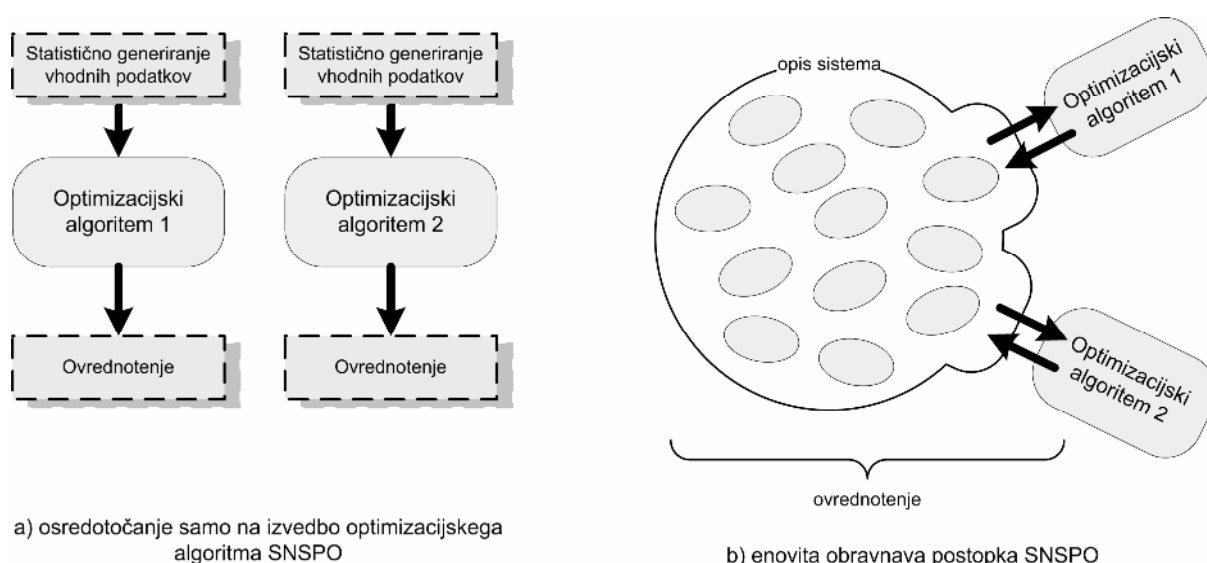 Statistično generiranje
vhodnih podatkov
Optimizacijski
algoritem 1
Ovrednotenje
Statistično generiranje
vhodnih podatkov
Optimizacijski
algoritem 2
Ovrednotenje
a) osredotočanje samo na izvedbo optimizacijskega
algoritma SNSPO
opis sistema
Optimizacijski
algoritem 1
Optimizacijski
algoritem 2
ovrednotenje
b) enovita obravnava postopka SNSPO